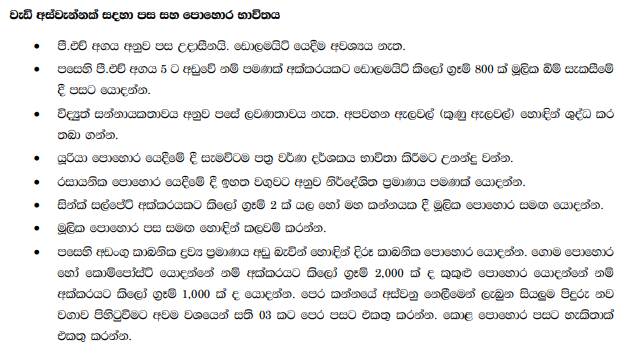 වැඩි අස්වැන්නක් සඳහා පස සහ පොහොර භාවිතය
• පී.එච් අගය අනුව පස උදාසීනයි. ඩොලමයිට් යෙදීම අවශ්‍යය නැත.
• පසෙහි පී.එච් අගය 5 ට අඩුවේ නම් පමණක් අක්කරයකට ඩොලමයිට් කිලෝ ග්‍රෑම් 800 ක් මූලික බිම් සැකසීමේ
දී පසට යොදන්න.
• විද්‍යුත් සන්නායකතාවය අනුව පසේ ලවණතාවය නැත. අපවහන ඇලවල් (කුණු ඇලවල්) හොඳින් ශුද්ධ කර
තබා ගන්න.
• යූරියා පොහොර යෙදීමේ දී සැමවිටම පත්‍ර වර්ණ දර්ශකය භාවිතා කිරීමට උනන්දු වන්න.
• රසායනික පොහොර යෙදීමේ දී ඉහත වගුවට අනුව නිර්දේශිත ප්‍රමාණය පමණක් යොදන්න.
• සින්ක් සල්පේට් අක්කරයකට කිලෝ ග්‍රෑම් 2 ක් යල හෝ මහ කන්නයක දී මූලික පොහොර සමඟ යොදන්න.
• මූලික පොහොර පස සමඟ හොඳින් කලවම් කරන්න.
• පසෙහි අඩංගු කාබනික ද්‍රව්‍ය ප්‍රමාණය අඩු බැවින් හොඳින් දිරූ කාබනික පොහොර යොදන්න. ගොම පොහොර
හෝ කොම්පෝස්ට් යොදන්නේ නම් අක්කරයට කිලෝ ග්‍රෑම් 2,000 ක් ද කුකුළු පොහොර යොදන්නේ නම්
අක්කරයට කිලෝ ග්‍රෑම් 1,000 ක් ද යොදන්න. පෙර කන්නයේ අස්වනු නෙලීමෙන් ලැබුන සියලුම පිදුරු නව
වගාව පිහිටුවීමට අවම වශයෙන් සති 03 කට පෙර පසට එකතු කරන්න. කොළ පොහොර පසට හැකිතාක්
එකතු කරන්න.